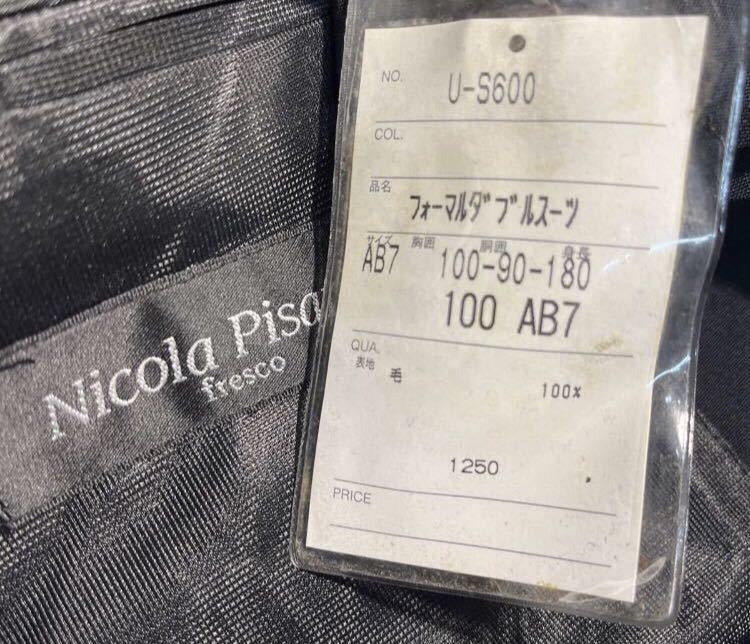 Nicola Pisa
fresco
NO. U-S600
COL.
品名 フォーマルダブルスーツ
サイズ 胸囲 胴囲 身長
AB7 100-90-180
100 AB7
QUA.
表地 毛 100%
1250
PRICE